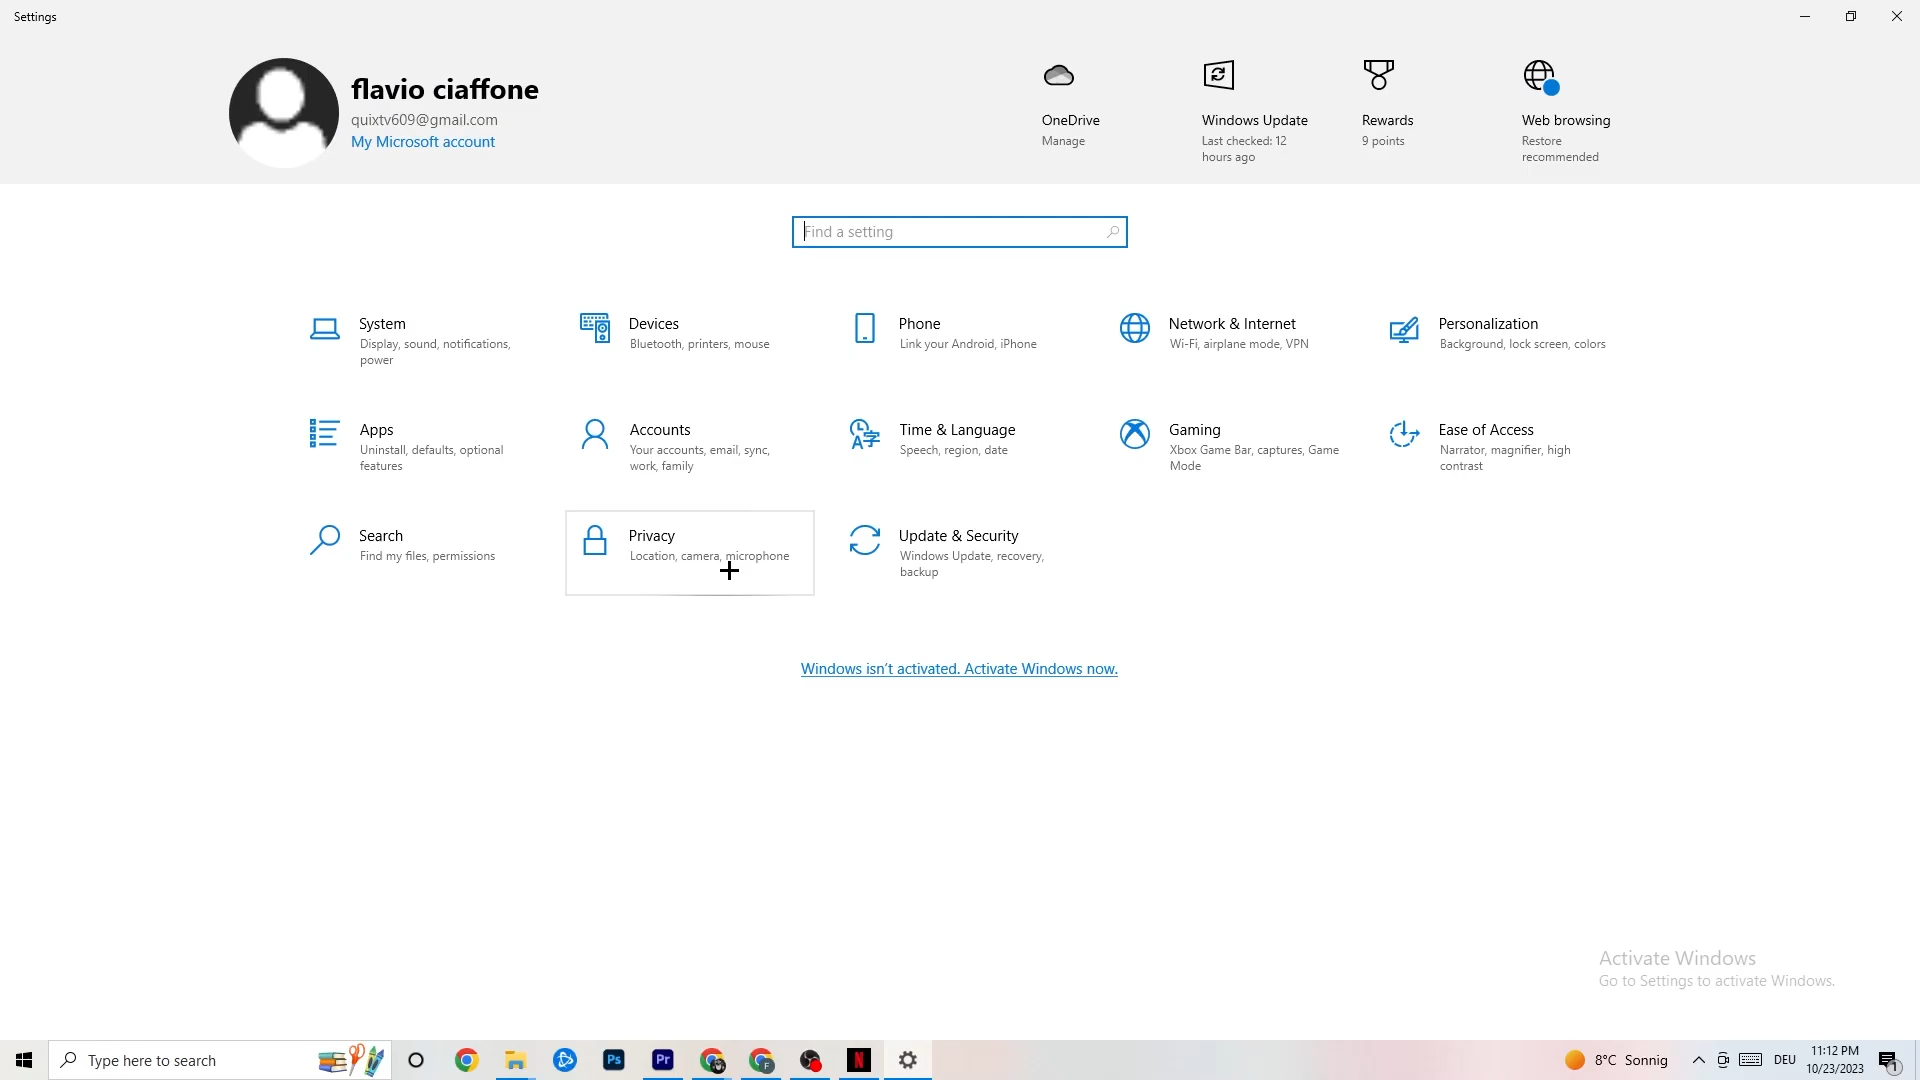 Settings
flavio ciaffone
quixtv609@gmail.com
My Microsoft account
OneDrive
Manage
Windows Update
Last checked: 12
hours ago
Rewards
9 points
Web browsing
Restore
recommended
Find a setting
System
Display, sound, notifications,
power
Devices
Bluetooth, printers, mouse
Phone
Link your Android, iPhone
Network & Internet
Wi-Fi, airplane mode, VPN
Personalization
Background, lock screen, colors
Apps
Uninstall, defaults, optional
features
Accounts
Your accounts, email, sync,
work, family
Time & Language
Speech, region, date
Gaming
Xbox Game Bar, captures, Game
Mode
Ease of Access
Narrator, magnifier, high
contrast
Search
Find my files, permissions
Privacy
Location, camera, microphone
Update & Security
Windows Update, recovery,
backup
Windows isn't activated. Activate Windows now.
Activate Windows
Go to Settings to activate Windows.
Type here to search
Ps
Pr
F
N
8°C Sonnig
DEU
11:12 PM
10/23/2023
1